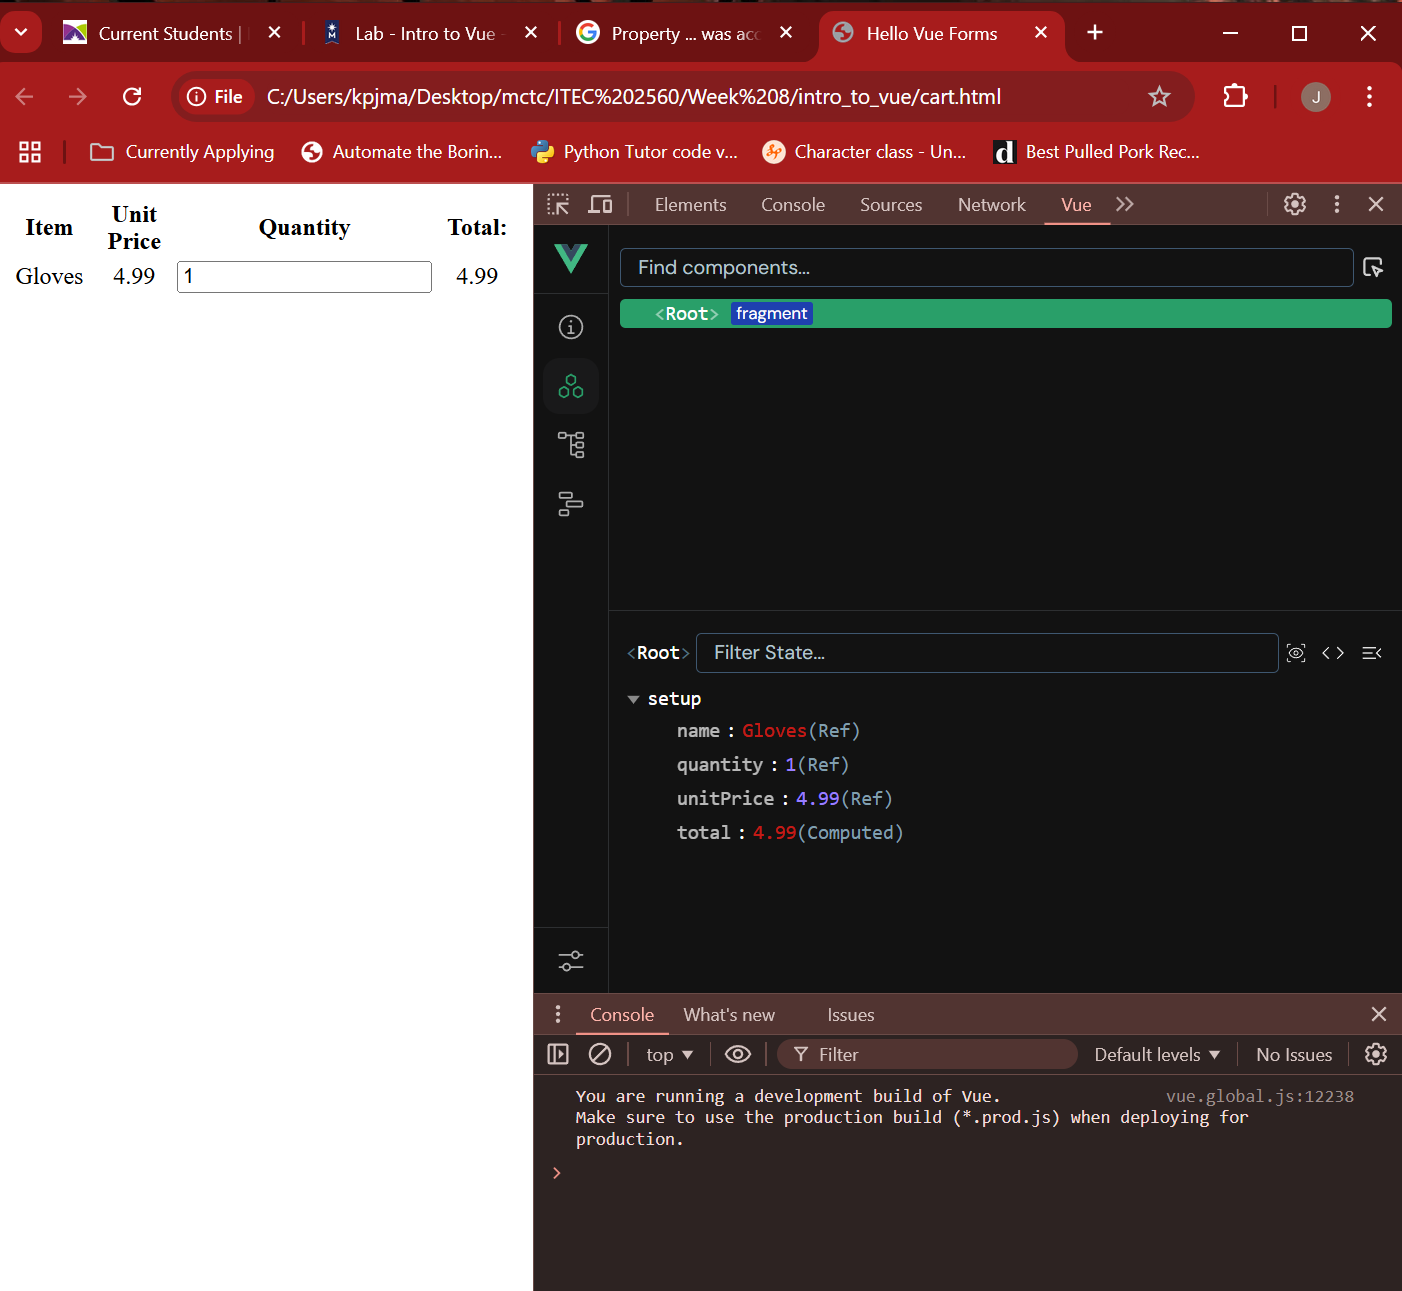 Current Students |
Lab - Intro to Vue -
Property ... was acc
Hello Vue Forms
File
C:/Users/kpjma/Desktop/mctc/ITEC%202560/Week%208/intro_to_vue/cart.html
J
Currently Applying
Automate the Borin...
Python Tutor code v...
Character class - Un...
Best Pulled Pork Rec...
Item
Unit
Price
Quantity
Total:
Gloves
4.99
1
4.99
Elements
Console
Sources
Network
Vue
Find components...
<Root>
fragment
<Root>
Filter State...
setup
name : Gloves(Ref)
quantity : 1(Ref)
unitPrice : 4.99(Ref)
total : 4.99(Computed)
Console
What's new
Issues
top
Filter
Default levels
No Issues
You are running a development build of Vue.
vue.global.js:12238
Make sure to use the production build (*.prod.js) when deploying for
production.